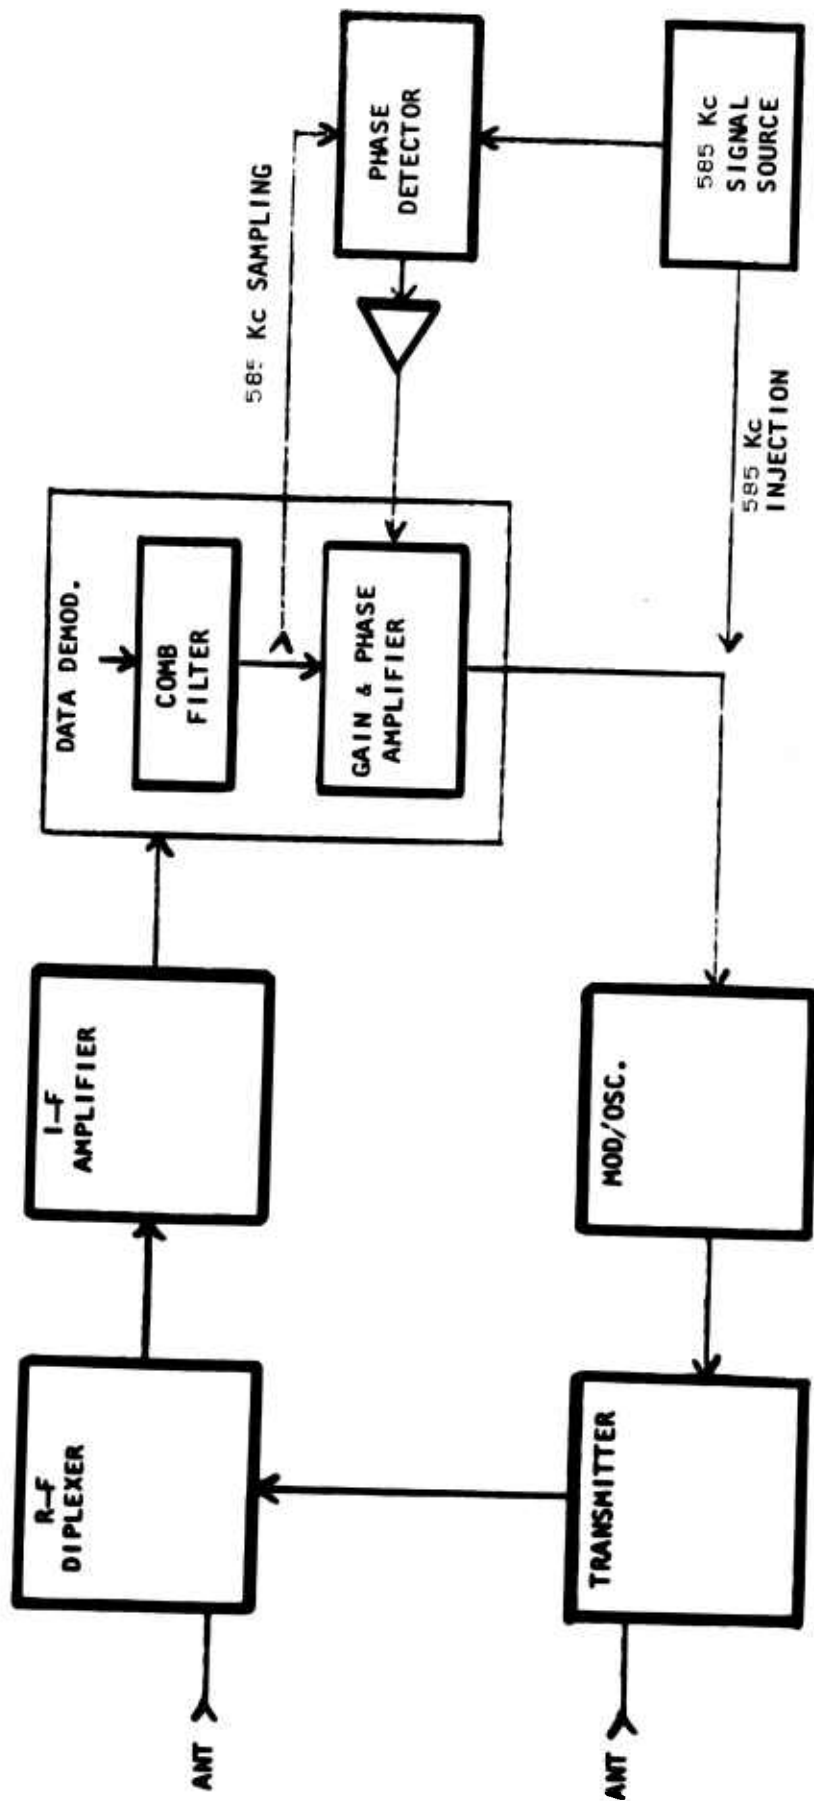 ANT
R-F
DIPLEXER
I-F
AMPLIFIER
DATA DEMOD.
COMB
FILTER
GAIN & PHASE
AMPLIFIER
585 Kc SAMPLING
PHASE
DETECTOR
ANT
TRANSMITTER
MOD/OSC.
585 Kc
INJECTION
585 Kc
SIGNAL
SOURCE